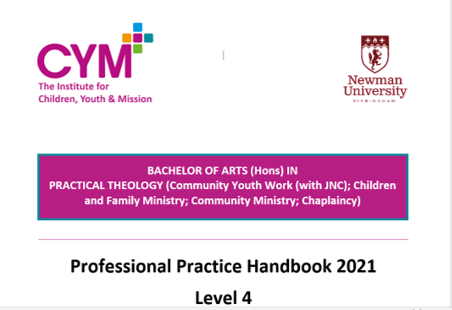 CYM
The Institute for
Children, Youth & Mission
Newman
University
BIRMINGHAM
BACHELOR OF ARTS (Hons) IN
PRACTICAL THEOLOGY (Community Youth Work (with JNC); Children
and Family Ministry; Community Ministry; Chaplaincy)
Professional Practice Handbook 2021
Level 4